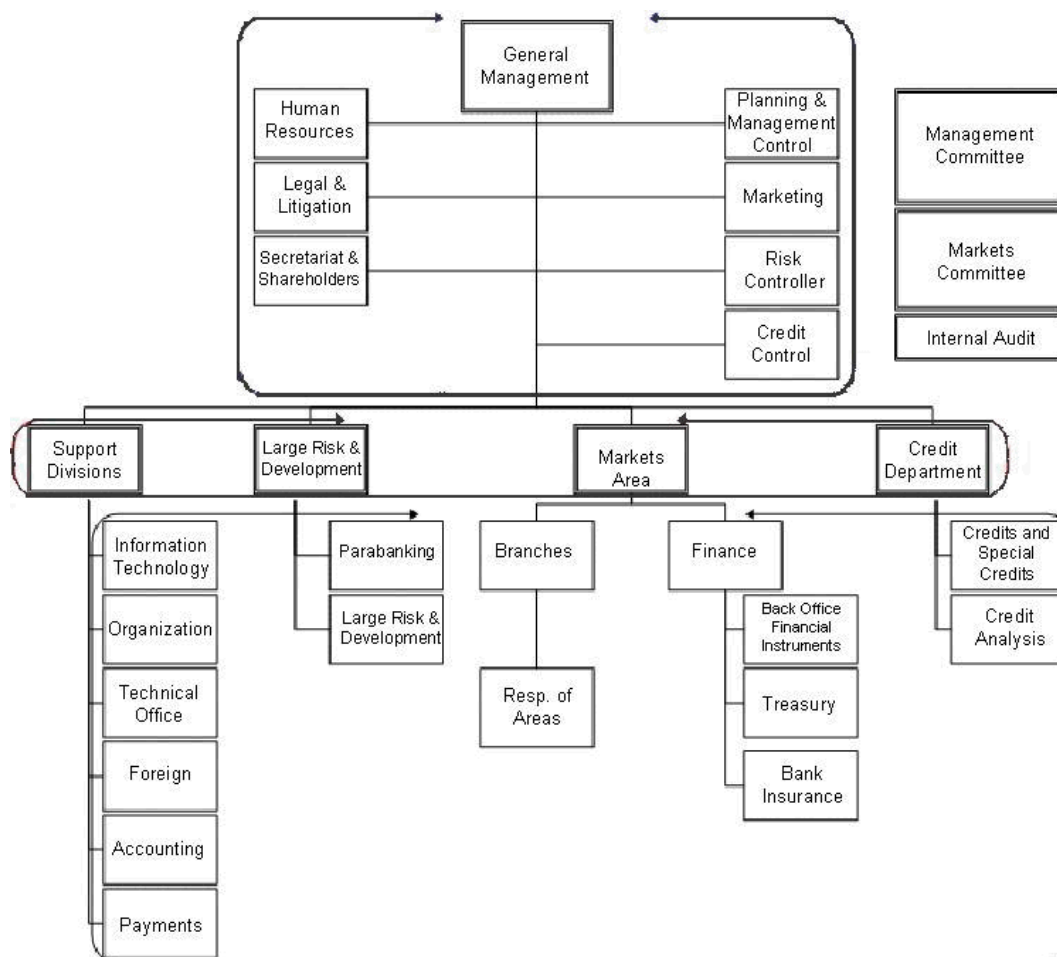 General
Management
Human
Resources
Planning &
Management
Control
Management
Committee
Legal &
Litigation
Marketing
Secretariat &
Shareholders
Risk
Controller
Markets
Committee
Credit
Control
Internal Audit
Support
Divisions
Large Risk &
Development
Markets
Area
Credit
Department
Information
Technology
Parabanking
Branches
Finance
Credits and
Special
Credits
Organization
Large Risk &
Development
Back Office
Financial
Instruments
Credit
Analysis
Technical
Office
Resp. of
Areas
Treasury
Foreign
Bank
Insurance
Accounting
Payments